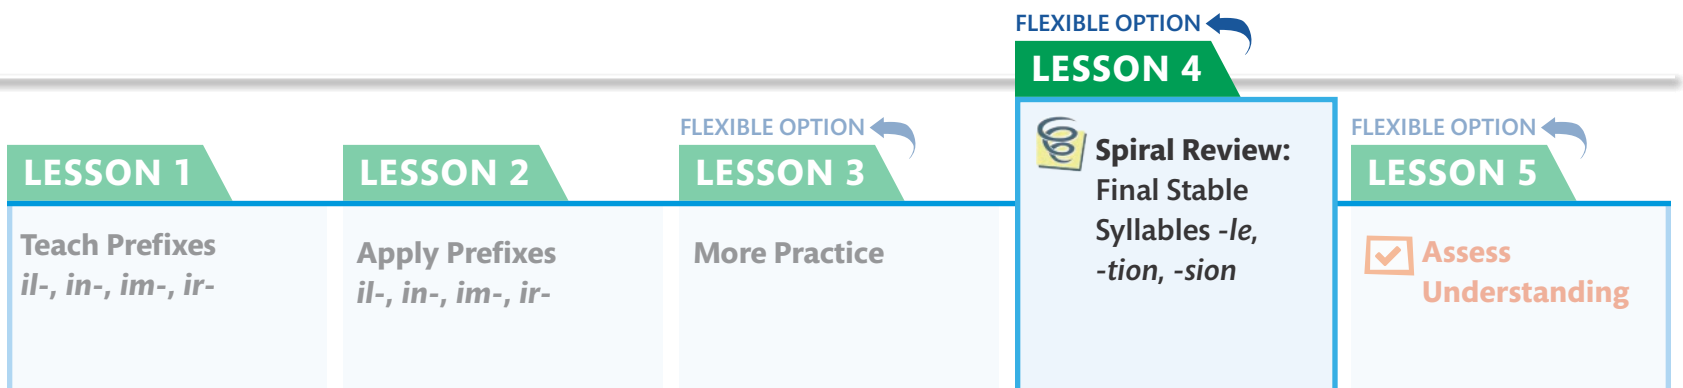 FLEXIBLE OPTION
LESSON 4
Spiral Review:
Final Stable
Syllables -le,
-tion, -sion
LESSON 1
Teach Prefixes
il-, in-, im-, ir-
LESSON 2
Apply Prefixes
il-, in-, im-, ir-
FLEXIBLE OPTION
LESSON 3
More Practice
FLEXIBLE OPTION
LESSON 5
Assess
Understanding